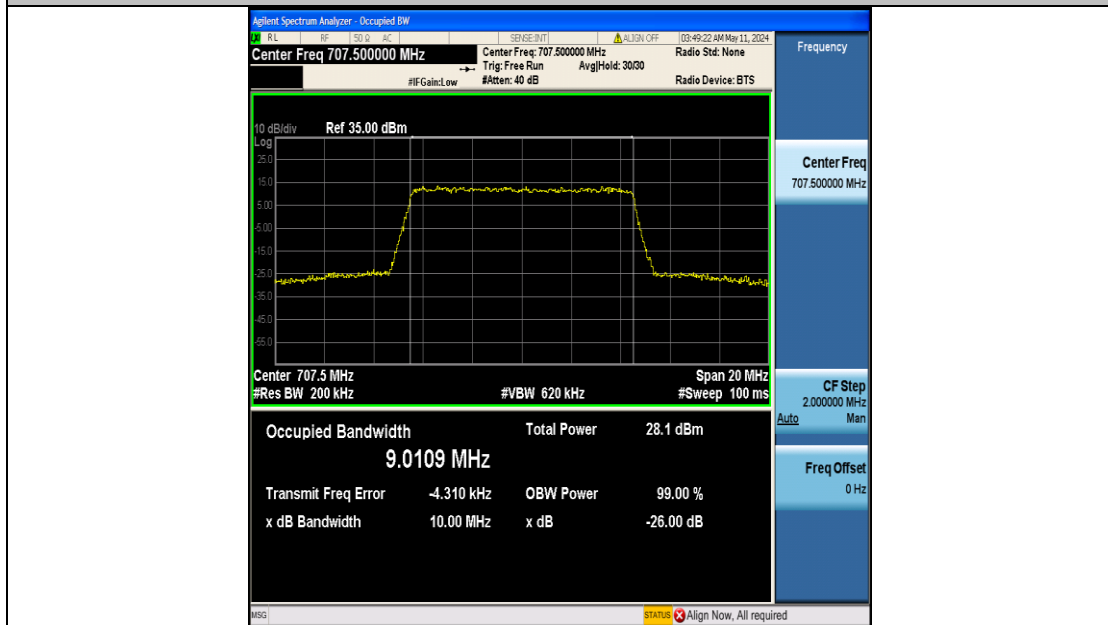 Agilent Spectrum Analyzer - Occupied BW
RL RF 50 Ω AC SENSE:INT ALIGN OFF 03:49:22 AM May 11, 2024
Center Freq 707.500000 MHz
Center Freq: 707.500000 MHz Radio Std: None
Trig: Free Run Avg|Hold: 30/30
#IFGain:Low #Atten: 40 dB Radio Device: BTS
Frequency
10 dB/div Ref 35.00 dBm
Log
25.0
15.0
5.00
-5.00
-15.0
-25.0
-35.0
-45.0
-55.0
Center 707.5 MHz Span 20 MHz
#Res BW 200 kHz #VBW 620 kHz #Sweep 100 ms
Occupied Bandwidth Total Power 28.1 dBm
9.0109 MHz
Transmit Freq Error -4.310 kHz OBW Power 99.00 %
x dB Bandwidth 10.00 MHz x dB -26.00 dB
Center Freq
707.500000 MHz
CF Step
2.000000 MHz
Auto Man
Freq Offset
0 Hz
MSG STATUS Align Now, All required